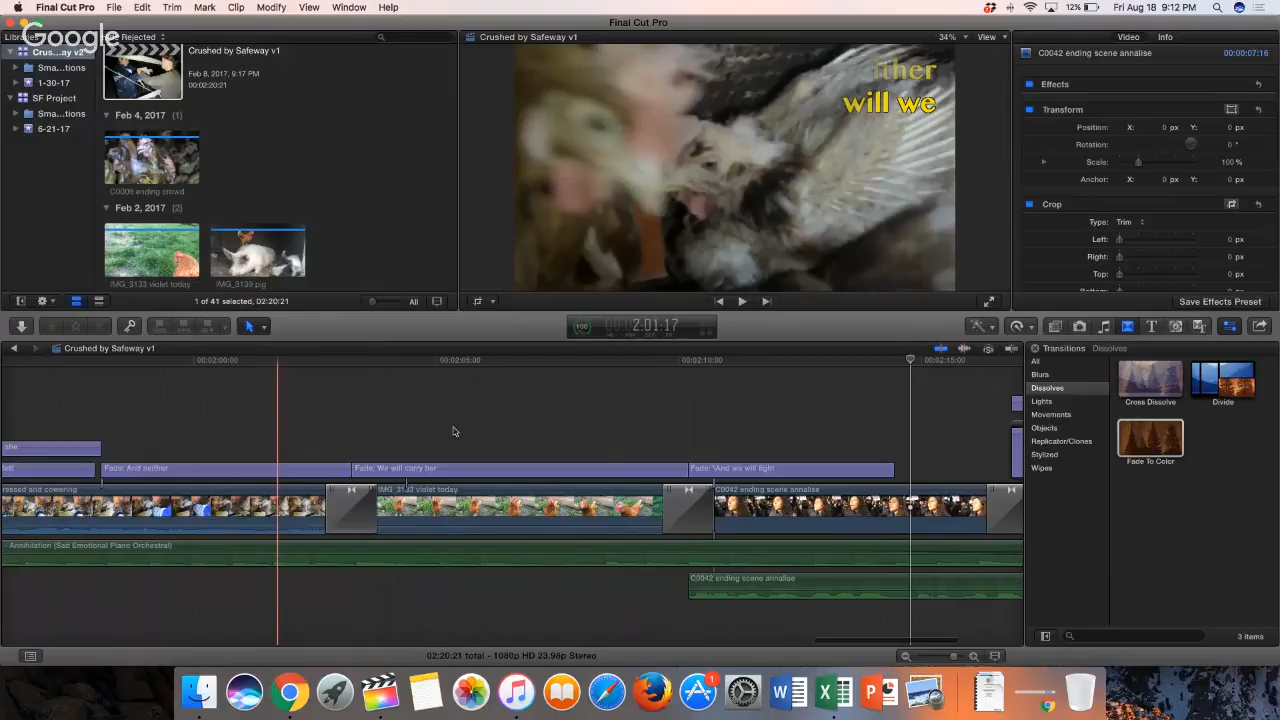 Final Cut Pro File Edit Trim Mark Clip Modify View Window Help 12% Fri Aug 18 9:12 PM
Final Cut Pro
Google
Rejected
Crushed by Safeway v1
34% View
Video Info
Crus...ay v2
Sma...tions
1-30-17
SF Project
Sma...tions
6-21-17
Crushed by Safeway v1
Feb 8, 2017, 9:17 PM
00:02:20:21
Feb 4, 2017 (1)
C0009 ending crowd
Feb 2, 2017 (2)
IMG_3133 violet today
IMG_3139 pig
1 of 41 selected, 02:20:21
All
will we
C0042 ending scene annalise 00:00:07:16
Effects
Transform
Position: X: 0 px Y: 0 px
Rotation: 0 °
Scale: 100 %
Anchor: X: 0 px Y: 0 px
Crop
Type: Trim
Left: 0 px
Right: 0 px
Top: 0 px
Save Effects Preset
100 2:01:17
Crushed by Safeway v1
00:02:00:00 00:02:05:00 00:02:10:00 00:02:15:00
she
Fade: And neither
Fade: We will carry her
Fade: \And we will fight
ressed and cowering
IMG_3133 violet today
C0042 ending scene annalise
Annihilation (Sad Emotional Piano Orchestral)
C0042 ending scene annalise
02:20:21 total - 1080p HD 23.98p Stereo
Transitions Dissolves
All
Blurs
Dissolves
Lights
Movements
Objects
Replicator/Clones
Stylized
Wipes
Cross Dissolve
Divide
Fade To Color
3 items
1